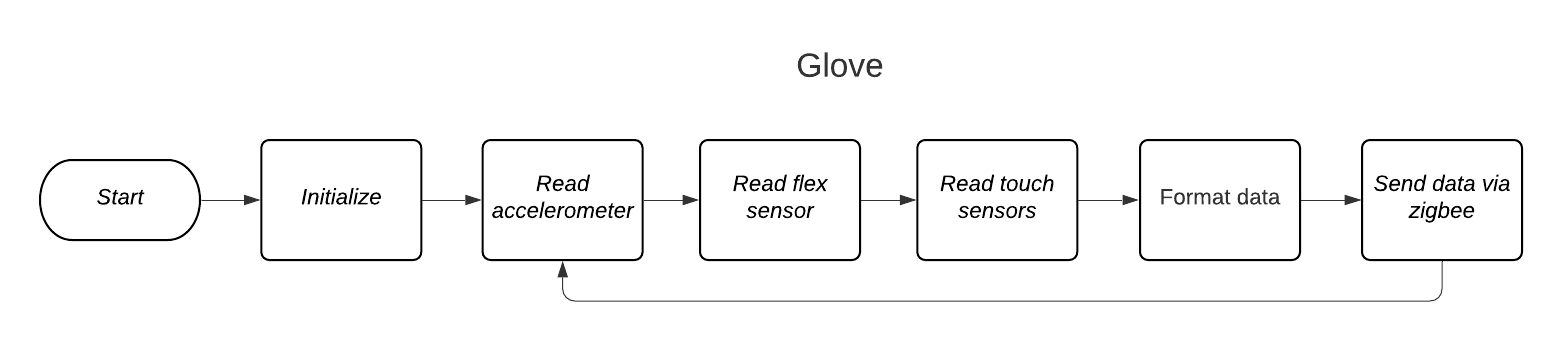 Glove
Start
Initialize
Read
accelerometer
Read flex
sensor
Read touch
sensors
Format data
Send data via
zigbee